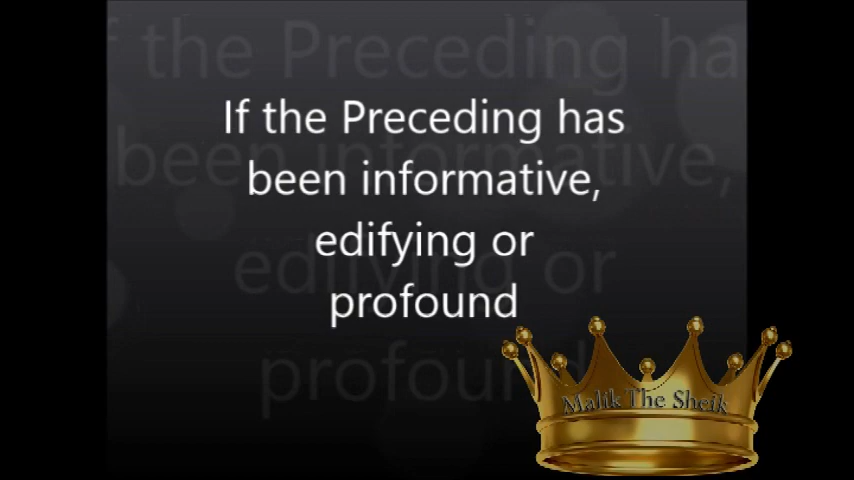 If the Preceding has
been informative,
edifying or
profound
Malik The Sheik